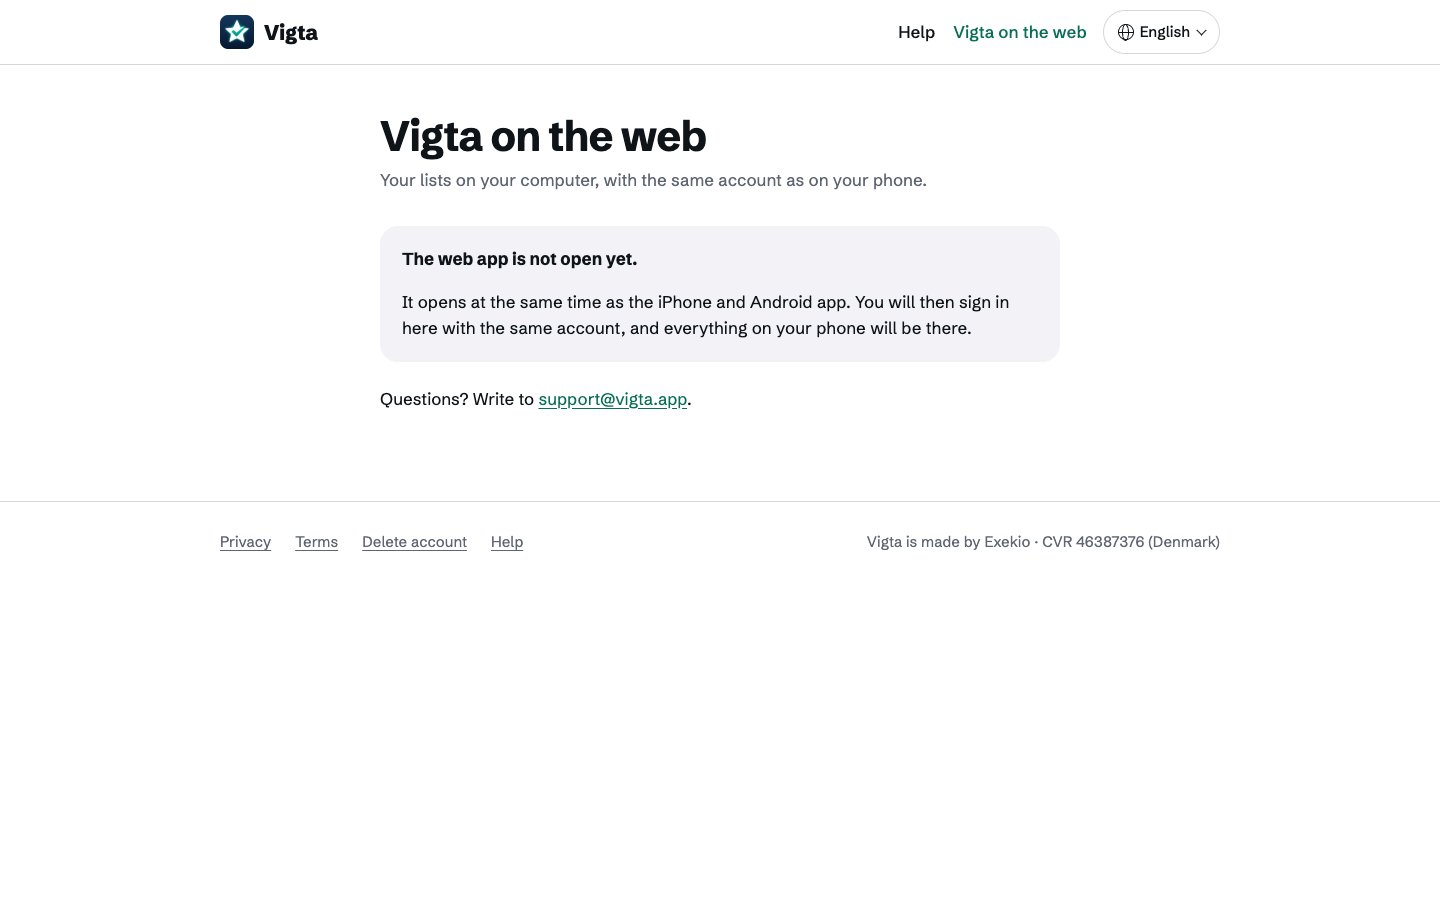 Vigta
Help
Vigta on the web
English
Vigta on the web
Your lists on your computer, with the same account as on your phone.
The web app is not open yet.
It opens at the same time as the iPhone and Android app. You will then sign in
here with the same account, and everything on your phone will be there.
Questions? Write to support@vigta.app.
Privacy
Terms
Delete account
Help
Vigta is made by Exekio · CVR 46387376 (Denmark)